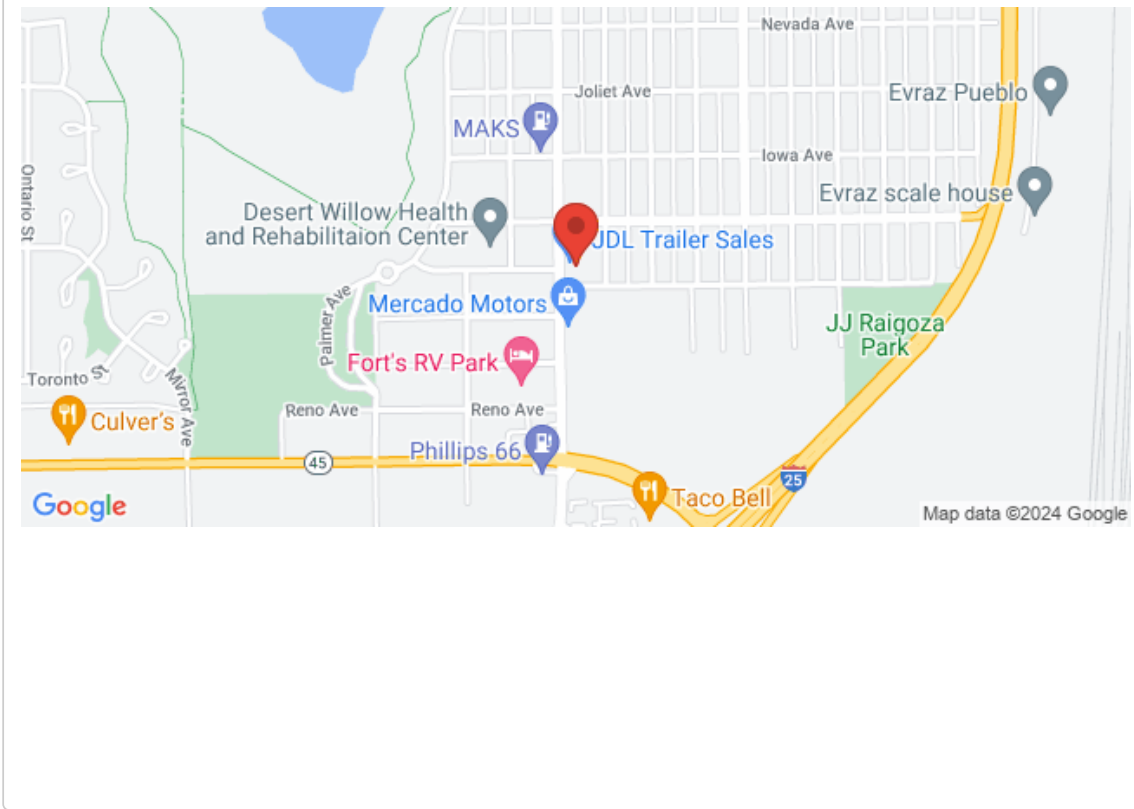 Nevada Ave
Joliet Ave
Evraz Pueblo
MAKS
Iowa Ave
Ontario St
Evraz scale house
Desert Willow Health
and Rehabilitaion Center
JDL Trailer Sales
Palmer Ave
Mercado Motors
JJ Raigoza
Park
Fort's RV Park
Toronto St
Mirror Ave
Reno Ave
Reno Ave
Culver's
Phillips 66
45
25
Taco Bell
Google
Map data ©2024 Google